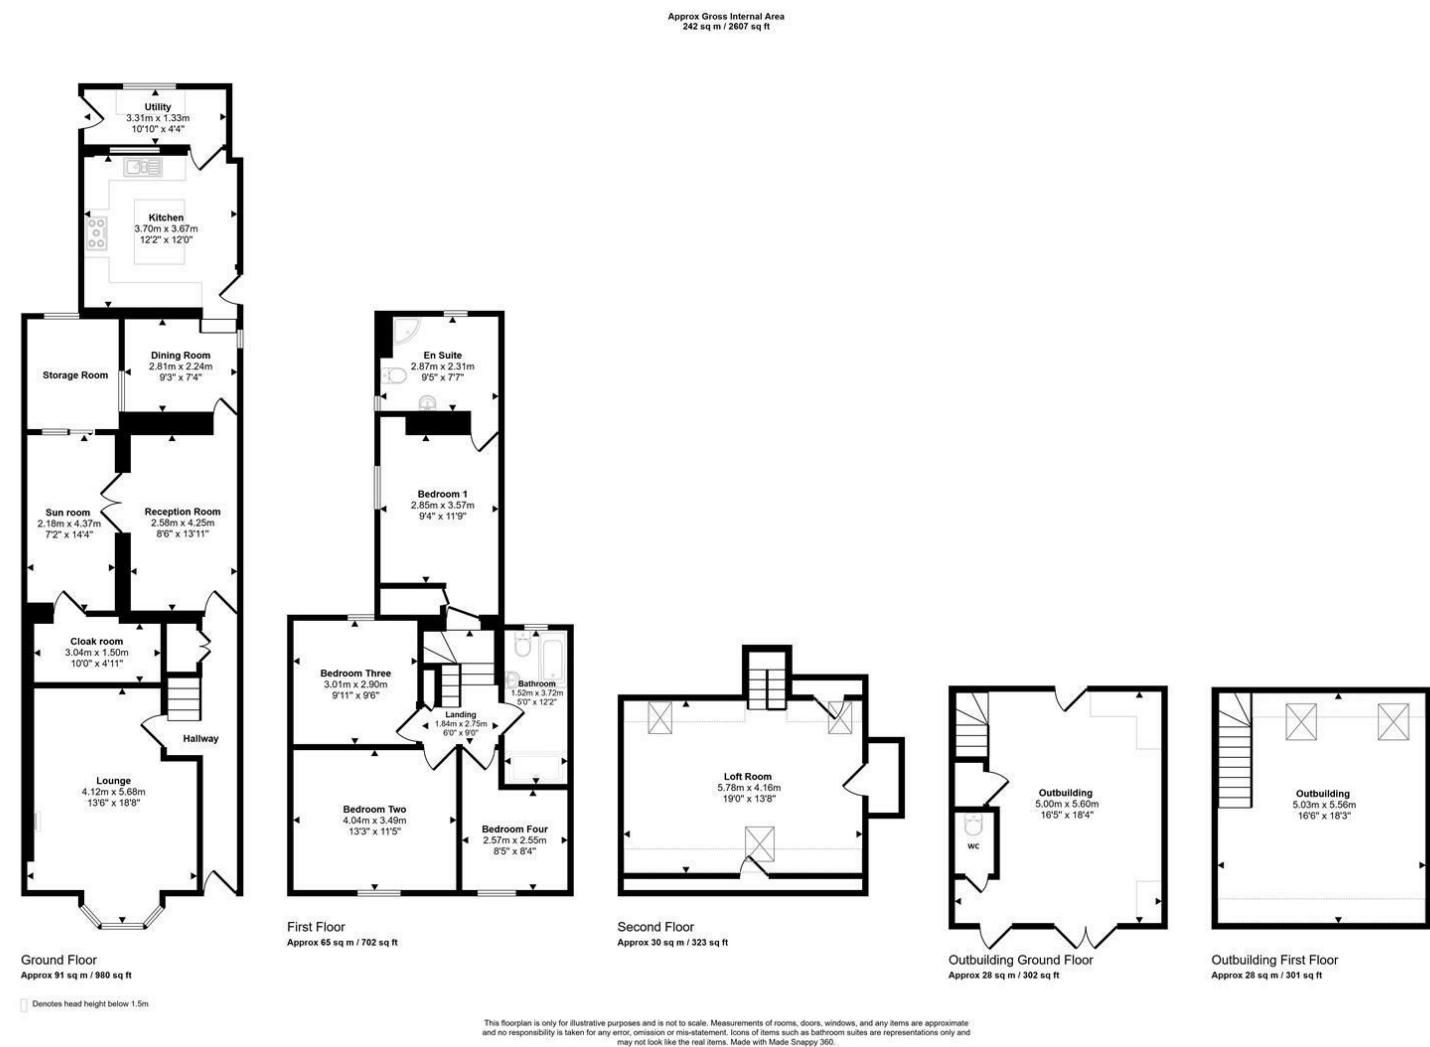 Approx Gross Internal Area
242 sq m / 2607 sq ft
Utility
3.31m x 1.33m
10'10" x 4'4"
Kitchen
3.70m x 3.67m
12'2" x 12'0"
Storage Room
Dining Room
2.81m x 2.24m
9'3" x 7'4"
Sun room
2.18m x 4.37m
7'2" x 14'4"
Reception Room
2.58m x 4.25m
8'6" x 13'11"
Cloak room
3.04m x 1.50m
10'0" x 4'11"
Hallway
Lounge
4.12m x 5.68m
13'6" x 18'8"
Ground Floor
Approx 91 sq m / 980 sq ft
Denotes head height below 1.5m
En Suite
2.87m x 2.31m
9'5" x 7'7"
Bedroom 1
2.85m x 3.57m
9'4" x 11'9"
Bedroom Three
3.01m x 2.90m
9'11" x 9'6"
Bathroom
1.52m x 3.72m
5'0" x 12'2"
Landing
1.84m x 2.75m
6'0" x 9'0"
Bedroom Two
4.04m x 3.49m
13'3" x 11'5"
Bedroom Four
2.57m x 2.55m
8'5" x 8'4"
First Floor
Approx 65 sq m / 702 sq ft
Loft Room
5.78m x 4.16m
19'0" x 13'8"
Second Floor
Approx 30 sq m / 323 sq ft
Outbuilding
5.00m x 5.60m
16'5" x 18'4"
WC
Outbuilding Ground Floor
Approx 28 sq m / 302 sq ft
Outbuilding
5.03m x 5.56m
16'6" x 18'3"
Outbuilding First Floor
Approx 28 sq m / 301 sq ft
This floorplan is only for illustrative purposes and is not to scale. Measurements of rooms, doors, windows, and any items are approximate
and no responsibility is taken for any error, omission or mis-statement. Icons of items such as bathroom suites are representations only and
may not look like the real items. Made with Made Snappy 360.